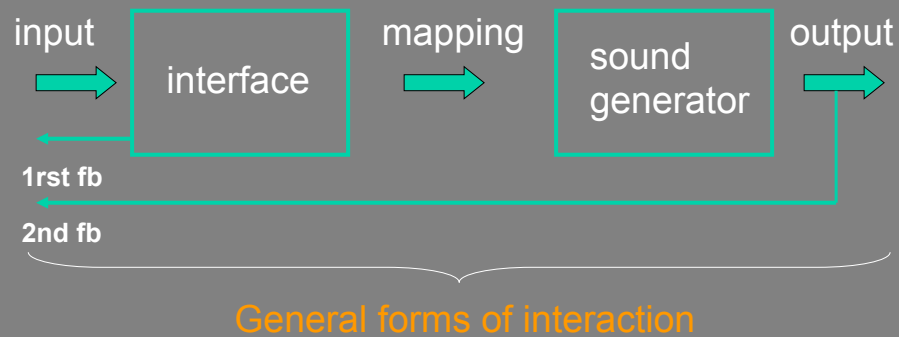 input
interface
mapping
sound
generator
output
1rst fb
2nd fb
General forms of interaction